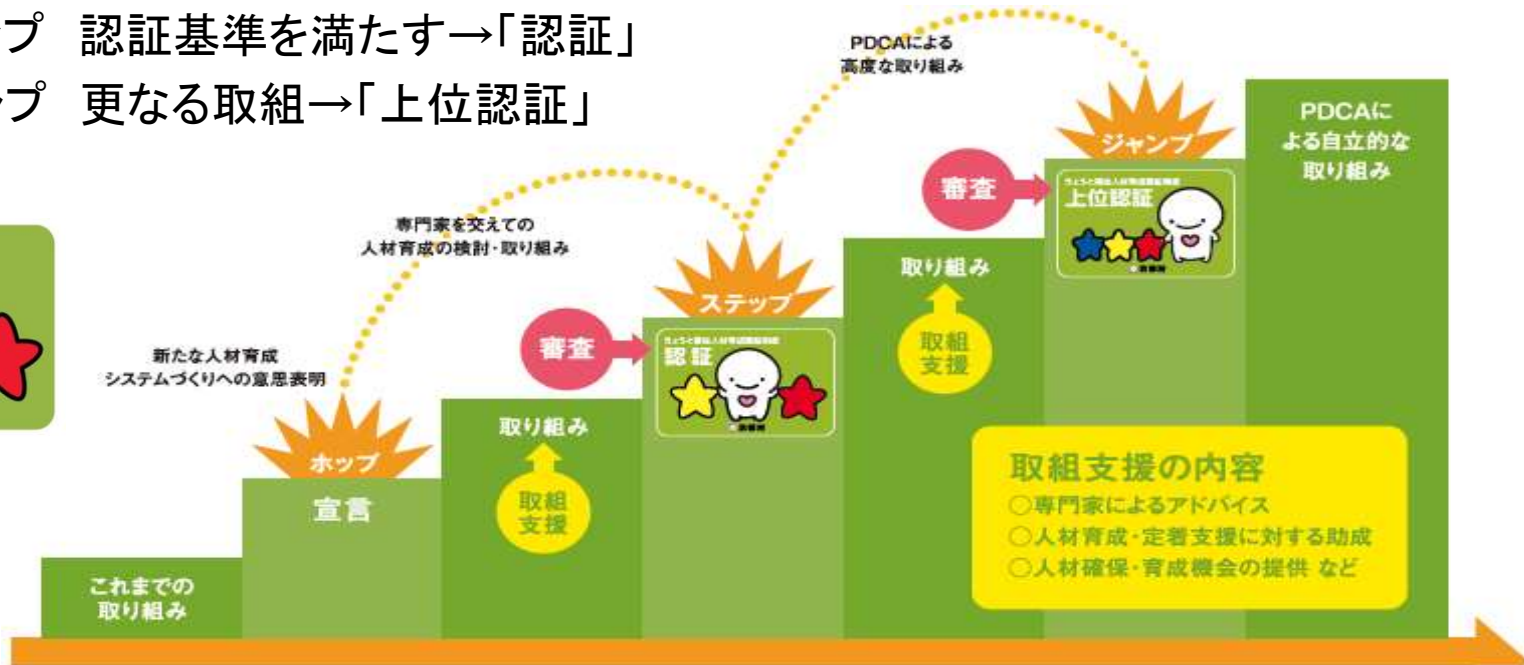 プ 認証基準を満たす→「認証」
プ 更なる取組→「上位認証」
PDCAによる
高度な取り組み
専門家を交えての
人材育成の検討・取り組み
新たな人材育成
システムづくりへの意思表明
これまでの
取り組み
ホップ
宣言
取り組み
取組
支援
審査
ステップ
認証
取り組み
取組
支援
審査
ジャンプ
上位認証
PDCAに
よる自立的な
取り組み
取組支援の内容
○専門家によるアドバイス
○人材育成・定着支援に対する助成
○人材確保・育成機会の提供 など